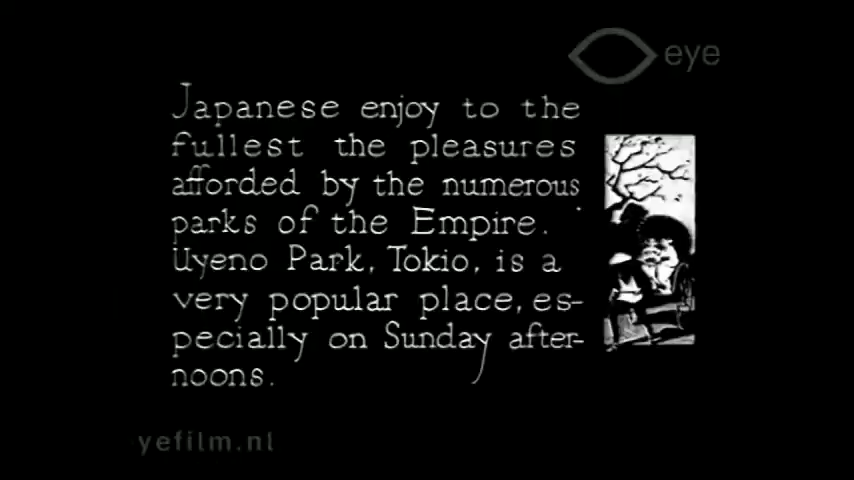 eye
Japanese enjoy to the
fullest the pleasures
afforded by the numerous
parks of the Empire.
Uyeno Park, Tokio, is a
very popular place, es-
pecially on Sunday after-
noons.
yefilm.nl